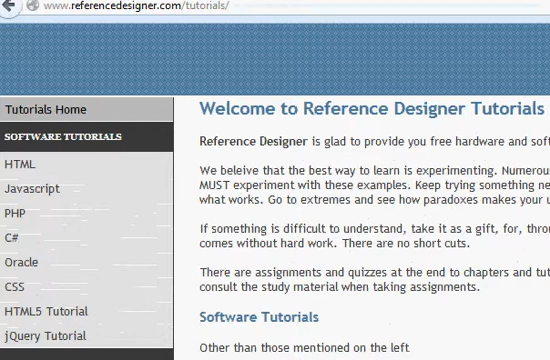 www.referencedesigner.com/tutorials/
Tutorials Home
SOFTWARE TUTORIALS
HTML
Javascript
PHP
C#
Oracle
CSS
HTML5 Tutorial
jQuery Tutorial
Welcome to Reference Designer Tutorials
Reference Designer is glad to provide you free hardware and
We beleive that the best way to learn is experimenting.
MUST experiment with these examples. Keep trying something
what works. Go to extremes and see how paradoxes makes your
If something is difficult to understand, take it as a gift, for,
comes without hard work. There are no short cuts.
There are assignments and quizzes at the end to chapters and
consult the study material when taking assignments.
Software Tutorials
Other than those mentioned on the left